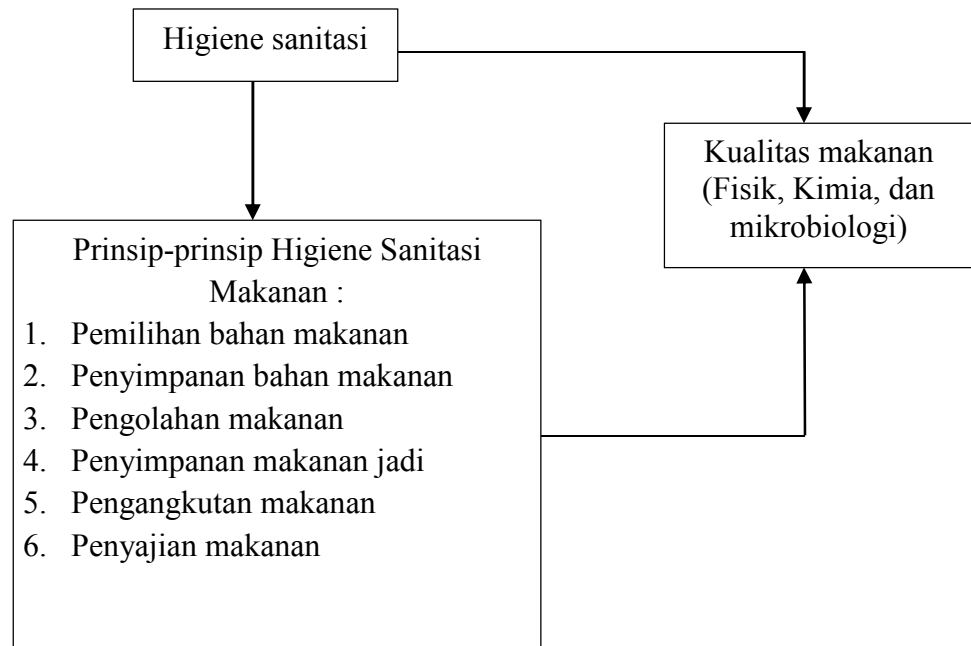 Higiene sanitasi
Kualitas makanan
(Fisik, Kimia, dan
mikrobiologi)
Prinsip-prinsip Higiene Sanitasi
Makanan :
1. Pemilihan bahan makanan
2. Penyimpanan bahan makanan
3. Pengolahan makanan
4. Penyimpanan makanan jadi
5. Pengangkutan makanan
6. Penyajian makanan